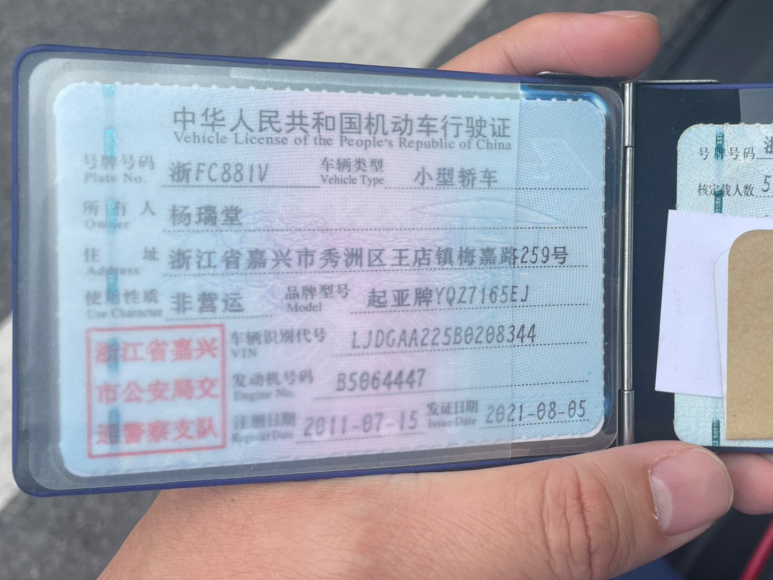 中华人民共和国机动车行驶证
Vehicle License of the People's Republic of China
号牌号码 浙FC881V 车辆类型 小型轿车
Plate No. Vehicle Type
所有人 杨瑞堂
Owner
住址 浙江省嘉兴市秀洲区王店镇梅嘉路259号
Address
使用性质 非营运 品牌型号 起亚牌YQZ7165EJ
Use Character Model
浙江省嘉兴
市公安局交
通警察支队
车辆识别代号 LJDGAA225B0208344
VIN
发动机号码 B5064447
Engine No.
注册日期 2011-07-15 发证日期 2021-08-05
Register Date Issue Date
号牌号码 浙
核定载人数 5